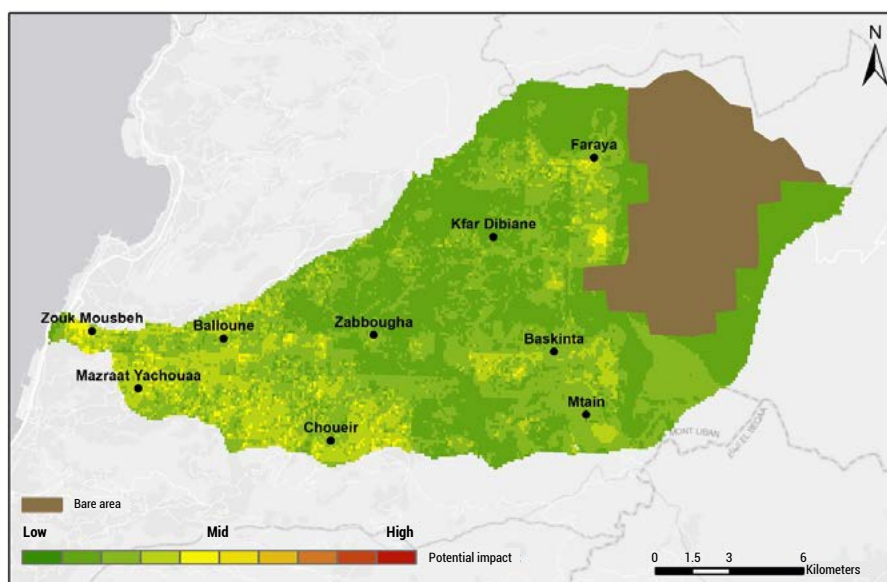 N
Faraya
Kfar Dibiane
Zouk Mousbeh
Balloune
Zabbougha
Baskinta
Mazraat Yachouaa
Mtain
Choueir
MONT LIBAN
Bare area
Low Mid High
Potential impact
0 1.5 3 6
Kilometers